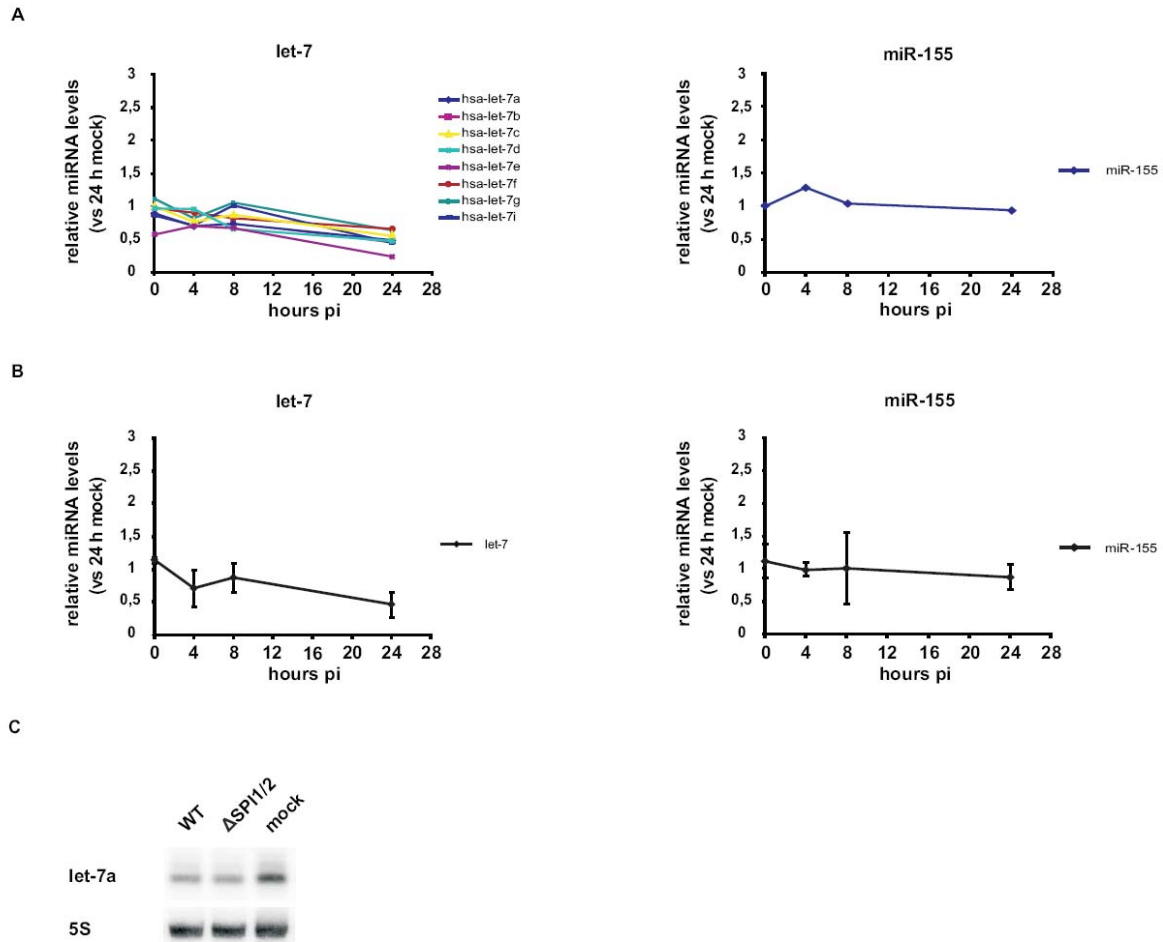 A
let-7
relative miRNA levels
(vs 24 h mock)
3
2,5
2
1,5
1
0,5
0
0 4 8 12 16 20 24 28
hours pi
hsa-let-7a
hsa-let-7b
hsa-let-7c
hsa-let-7d
hsa-let-7e
hsa-let-7f
hsa-let-7g
hsa-let-7i
miR-155
relative miRNA levels
(vs 24 h mock)
3
2,5
2
1,5
1
0,5
0
0 4 8 12 16 20 24 28
hours pi
miR-155
B
let-7
relative miRNA levels
(vs 24 h mock)
3
2,5
2
1,5
1
0,5
0
0 4 8 12 16 20 24 28
hours pi
let-7
miR-155
relative miRNA levels
(vs 24 h mock)
3
2,5
2
1,5
1
0,5
0
0 4 8 12 16 20 24 28
hours pi
miR-155
C
WT ΔSPI1/2 mock
let-7a
5S